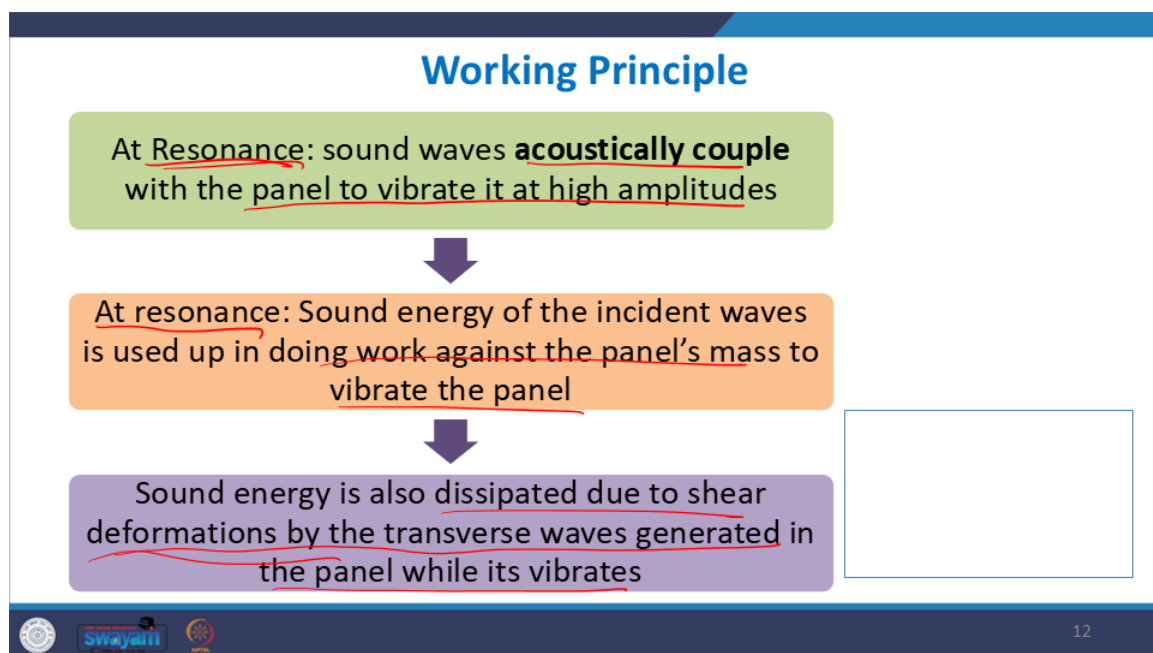 Working Principle
At Resonance: sound waves acoustically couple
with the panel to vibrate it at high amplitudes
At resonance: Sound energy of the incident waves
is used up in doing work against the panel's mass to
vibrate the panel
Sound energy is also dissipated due to shear
deformations by the transverse waves generated in
the panel while its vibrates
swayam
12